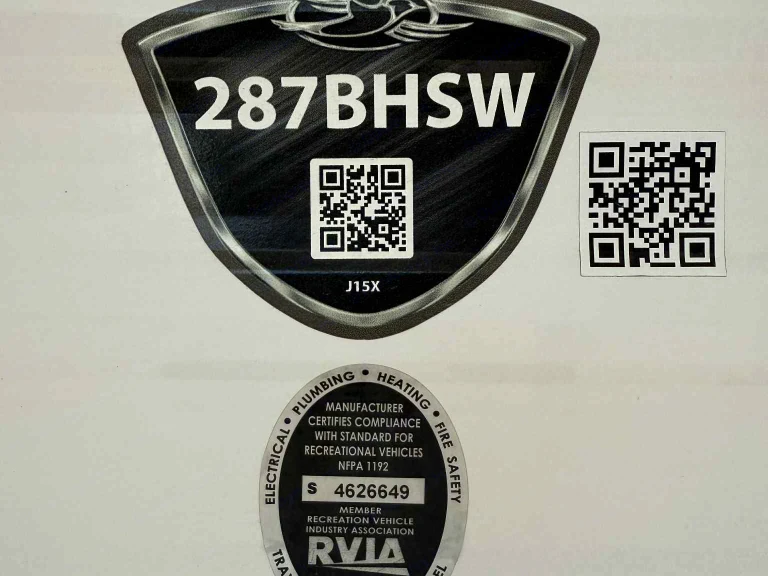 287BHSW
J15X
ELECTRICAL • PLUMBING • HEATING • FIRE SAFETY
MANUFACTURER
CERTIFIES COMPLIANCE
WITH STANDARD FOR
RECREATIONAL VEHICLES
NFPA 1192
S 4626649
MEMBER
RECREATION VEHICLE
INDUSTRY ASSOCIATION
RVIA